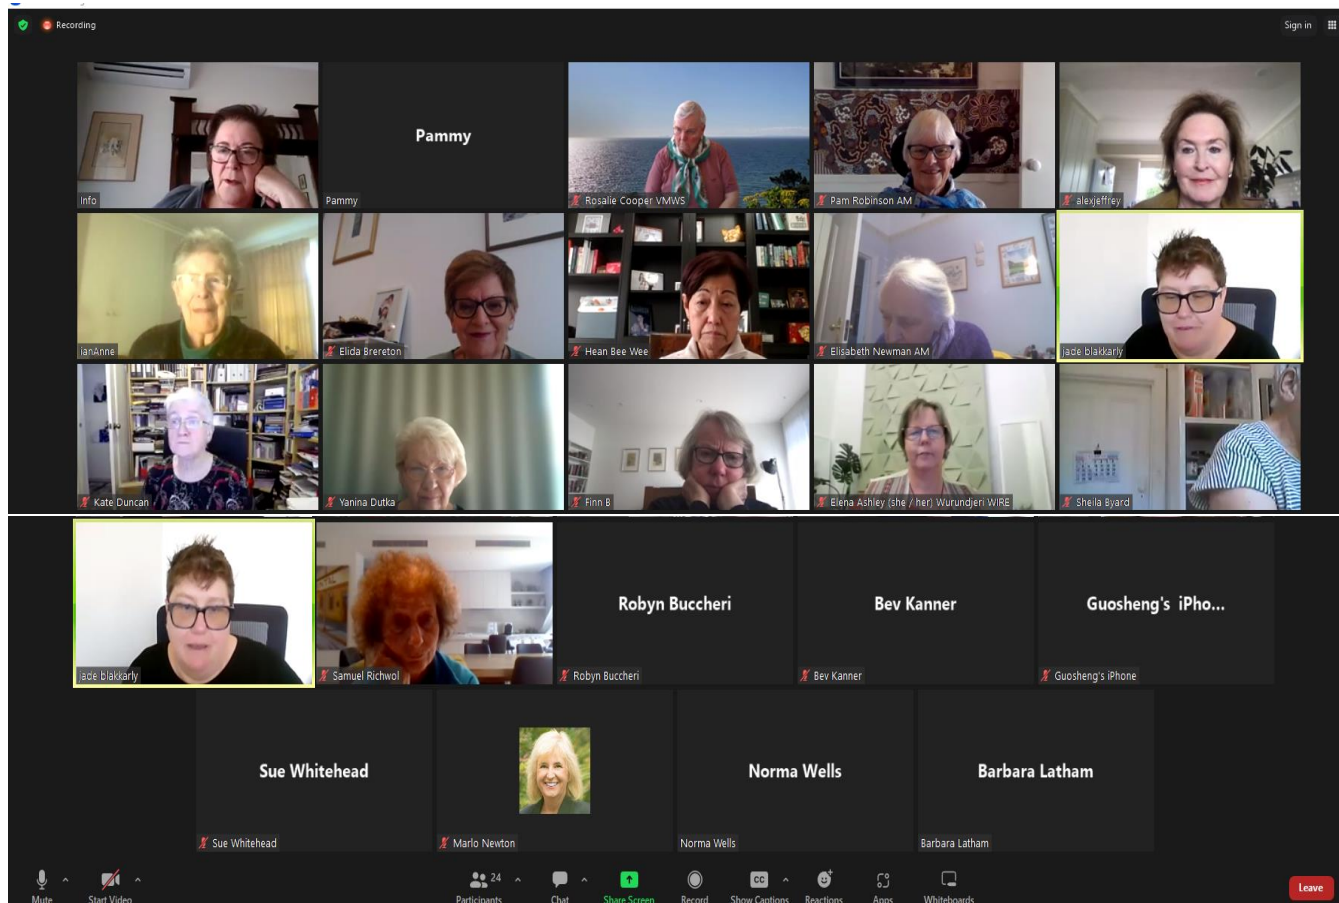 Recording
Sign in
Info
Pammy
Pammy
Rosalie Cooper VMWS
Pam Robinson AM
alexjeffrey
ianAnne
Elida Brereton
Hean Bee Wee
Elisabeth Newman AM
jade blakkarly
Kate Duncan
Yanina Dutka
Finn B
Elena Ashley (she / her) Wurundjeri WIRE
Sheila Byard
jade blakkarly
Samuel Richwol
Robyn Buccheri
Robyn Buccheri
Bev Kanner
Bev Kanner
Guosheng's iPho...
Guosheng's iPhone
Sue Whitehead
Sue Whitehead
Marlo Newton
Norma Wells
Norma Wells
Barbara Latham
Barbara Latham
Mute
Start Video
24
Participants
Chat
Share Screen
Record
CC
Show Captions
Reactions
Apps
Whiteboards
Leave